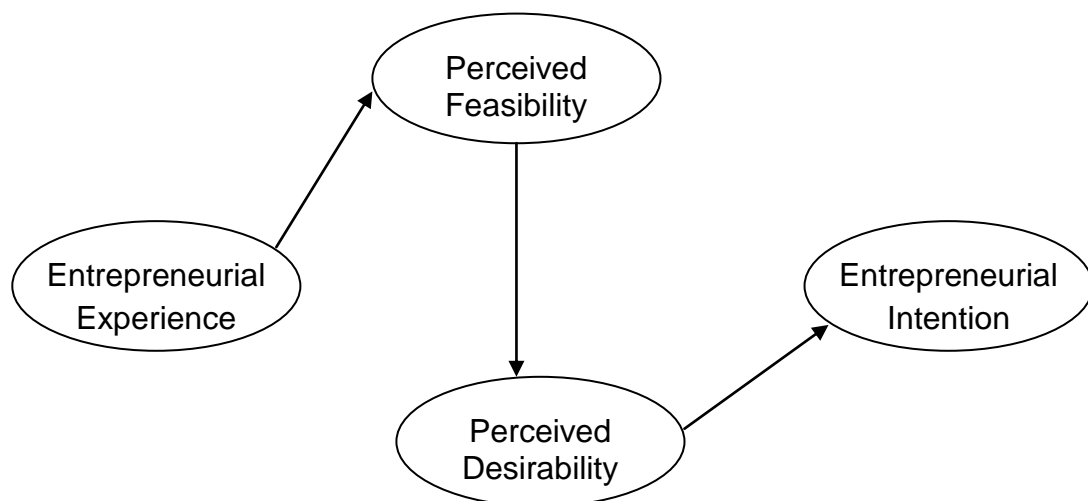 Perceived
Feasibility
Entrepreneurial
Experience
Entrepreneurial
Intention
Perceived
Desirability